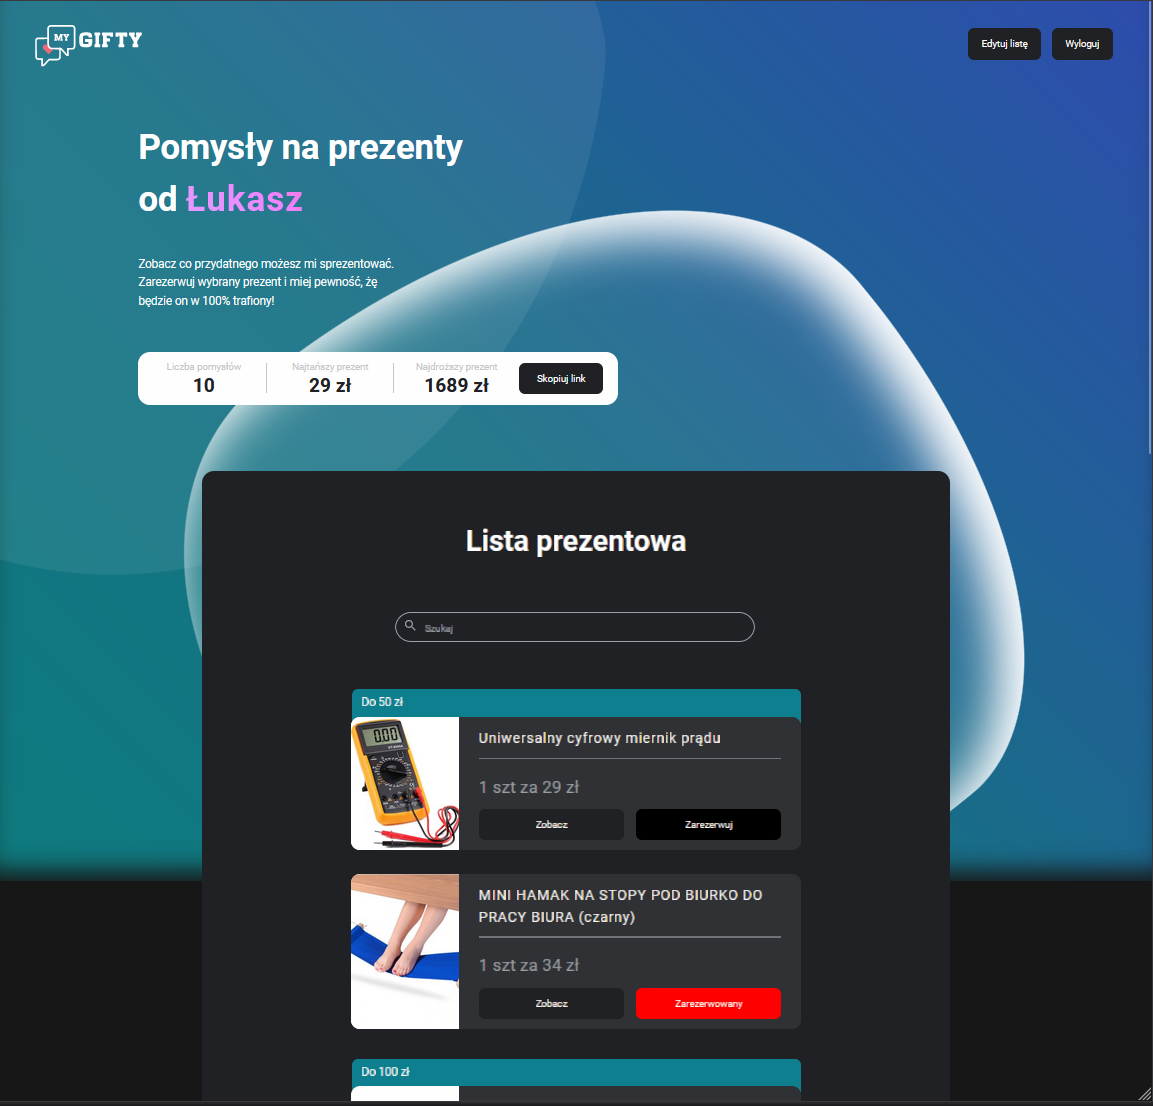 MY GIFTY
Edytuj listę
Wyloguj
Pomysły na prezenty
od Łukasz
Zobacz co przydatnego możesz mi sprezentować.
Zarezerwuj wybrany prezent i miej pewność, żę
będzie on w 100% trafiony!
Liczba pomysłów
10
Najtańszy prezent
29 zł
Najdroższy prezent
1689 zł
Skopiuj link
Lista prezentowa
Szukaj
Do 50 zł
0.00
Uniwersalny cyfrowy miernik prądu
1 szt za 29 zł
Zobacz
Zarezerwuj
MINI HAMAK NA STOPY POD BIURKO DO
PRACY BIURA (czarny)
1 szt za 34 zł
Zobacz
Zarezerwowany
Do 100 zł